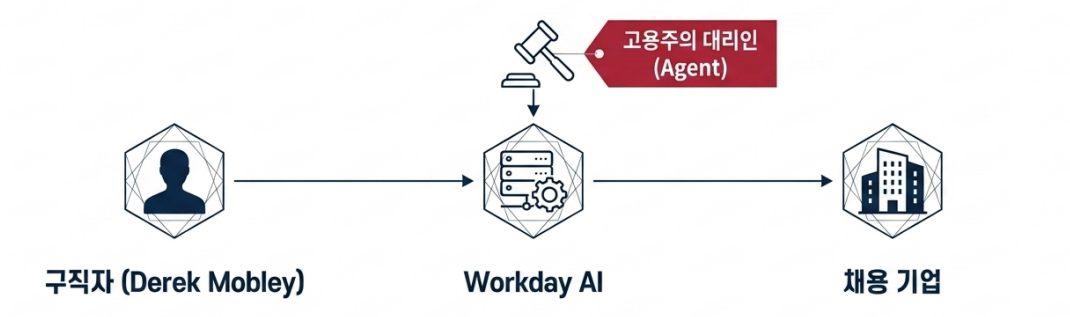 고용주의 대리인
(Agent)
구직자 (Derek Mobley)
Workday AI
채용 기업